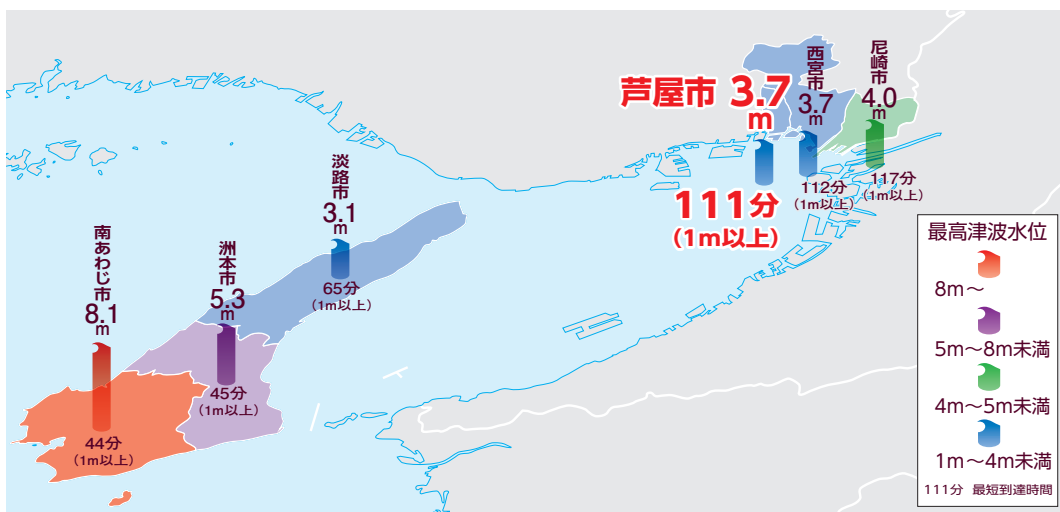 南あわじ市
8.1
m
44分
(1m以上)
洲本市
5.3
m
45分
(1m以上)
淡路市
3.1
m
65分
(1m以上)
芦屋市 3.7
m
111分
(1m以上)
西宮市
3.7
m
112分
(1m以上)
尼崎市
4.0
m
117分
(1m以上)
最高津波水位
8m～
5m～8m未満
4m～5m未満
1m～4m未満
111分 最短到達時間